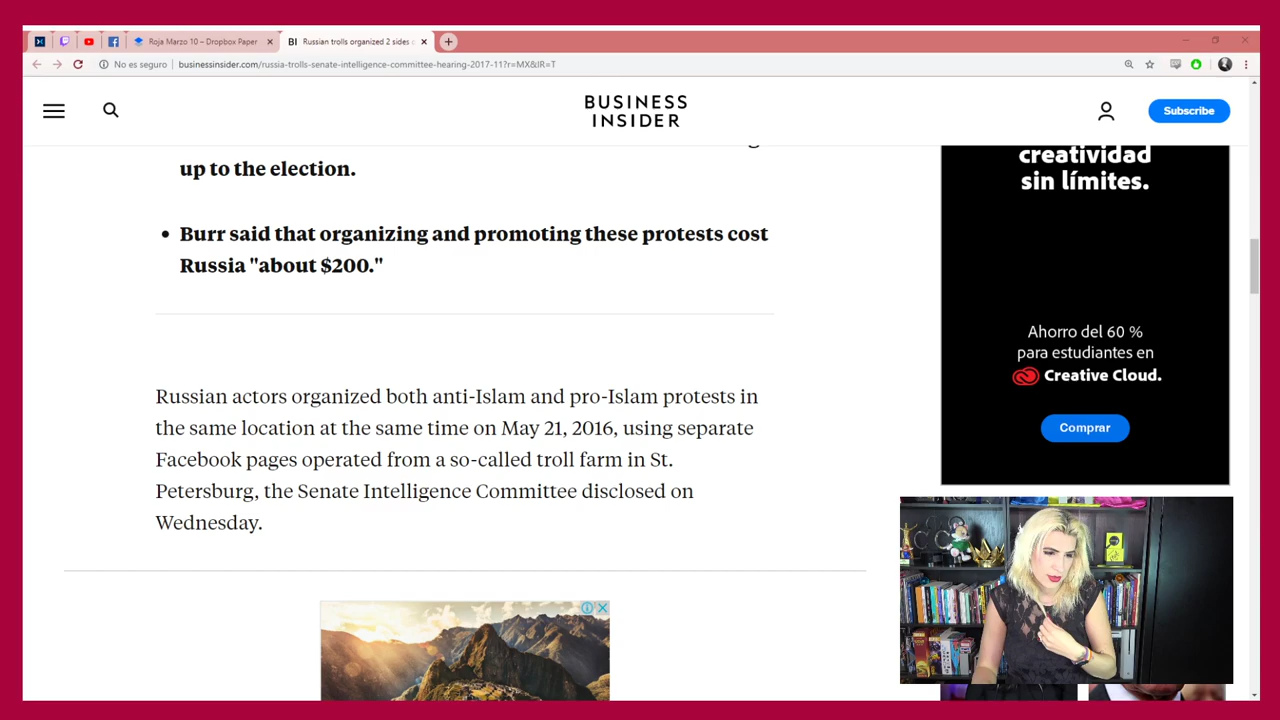 Roja Marzo 10 – Dropbox Paper
BI Russian trolls organized 2 sides
No es seguro
businessinsider.com/russia-trolls-senate-intelligence-committee-hearing-2017-11?r=MX&IR=T
BUSINESS
INSIDER
Subscribe
up to the election.
• Burr said that organizing and promoting these protests cost
Russia "about $200."
Russian actors organized both anti-Islam and pro-Islam protests in
the same location at the same time on May 21, 2016, using separate
Facebook pages operated from a so-called troll farm in St.
Petersburg, the Senate Intelligence Committee disclosed on
Wednesday.
creatividad
sin límites.
Ahorro del 60 %
para estudiantes en
Creative Cloud.
Comprar